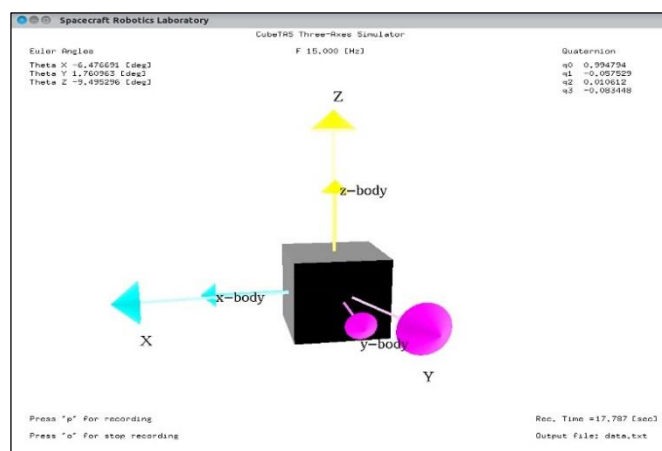 Spacecraft Robotics Laboratory
CubeTAS Three-Axes Simulator
Euler Angles
F 15.000 [Hz]
Quaternion
Theta X -6.476691 [deg]
Theta Y 1.760963 [deg]
Theta Z -9.495296 [deg]
q0 0.994794
q1 -0.057529
q2 0.010612
q3 -0.083448
Z
z-body
x-body
X
y-body
Y
Press "p" for recording
Press "o" for stop recording
Rec. Time =17.787 [sec]
Output file: data.txt